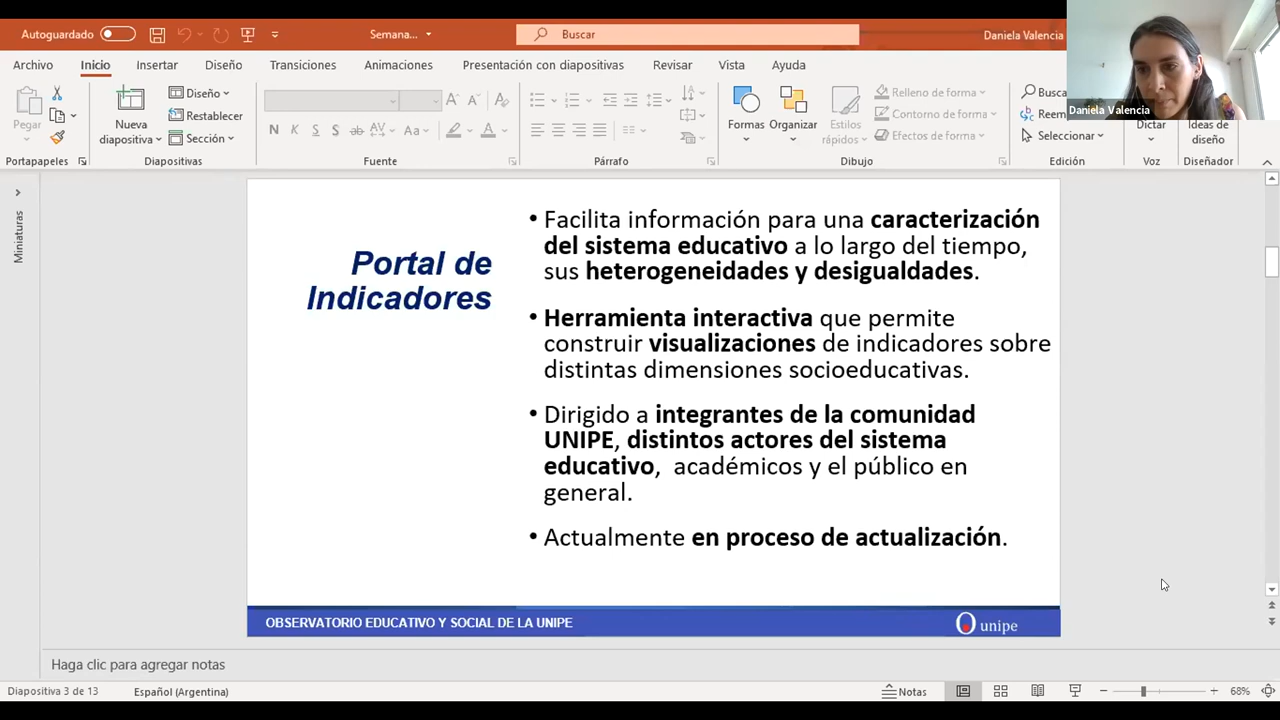 Autoguardado
Semana...
Buscar
Daniela Valencia
Daniela Valencia
Archivo
Inicio
Insertar
Diseño
Transiciones
Animaciones
Presentación con diapositivas
Revisar
Vista
Ayuda
Pegar
Nueva
diapositiva
Diseño
Restablecer
Sección
N
S
S
ab
AV
Aa
A
A
Formas
Organizar
Estilos
rápidos
Relleno de forma
Contorno de forma
Efectos de forma
Busca
Reem
Seleccionar
Dictar
Ideas de
diseño
Portapapeles
Diapositivas
Fuente
Párrafo
Dibujo
Edición
Voz
Diseñador
Miniaturas
Portal de
Indicadores
• Facilita información para una caracterización
del sistema educativo a lo largo del tiempo,
sus heterogeneidades y desigualdades.
• Herramienta interactiva que permite
construir visualizaciones de indicadores sobre
distintas dimensiones socioeducativas.
• Dirigido a integrantes de la comunidad
UNIPE, distintos actores del sistema
educativo, académicos y el público en
general.
• Actualmente en proceso de actualización.
OBSERVATORIO EDUCATIVO Y SOCIAL DE LA UNIPE
unipe
Haga clic para agregar notas
Diapositiva 3 de 13
Español (Argentina)
Notas
68%